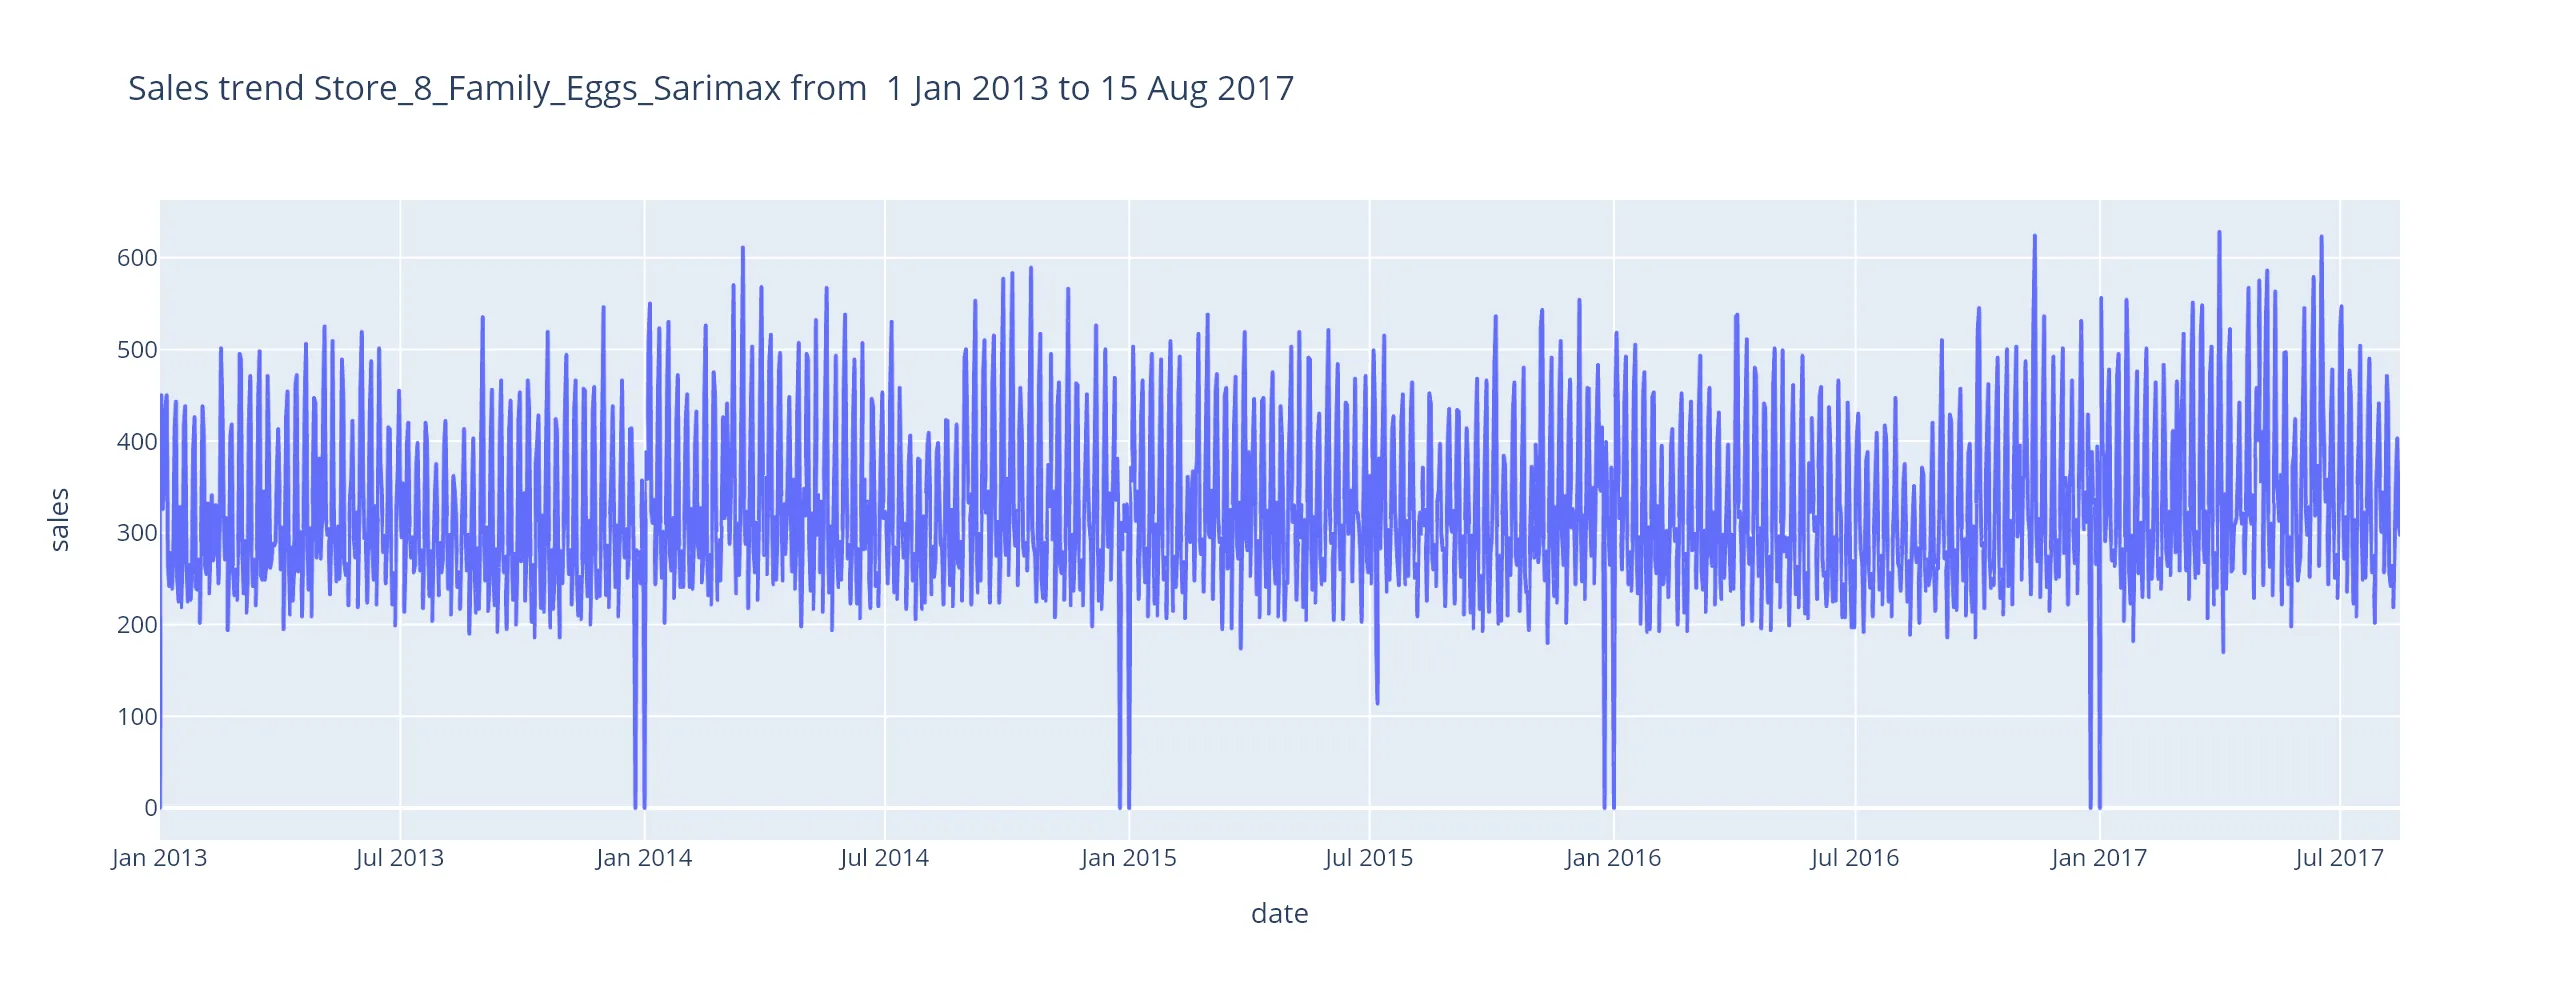 Sales trend Store_8_Family_Eggs_Sarimax from  1 Jan 2013 to 15 Aug 2017
sales
600
500
400
300
200
100
0
Jan 2013 Jul 2013 Jan 2014 Jul 2014 Jan 2015 Jul 2015 Jan 2016 Jul 2016 Jan 2017 Jul 2017
date